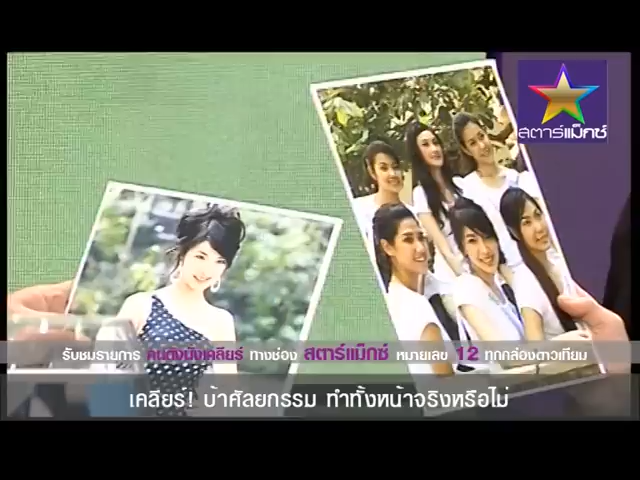 สตาร์แม็กซ์
รับชมรายการ คนดังนั่งเคลียร์ ทางช่อง สตาร์แม็กซ์ หมายเลข 12 ทุกกล่องดาวเทียม
เคลียร์! บ้าศัลยกรรม ทำทั้งหน้าจริงหรือไม่